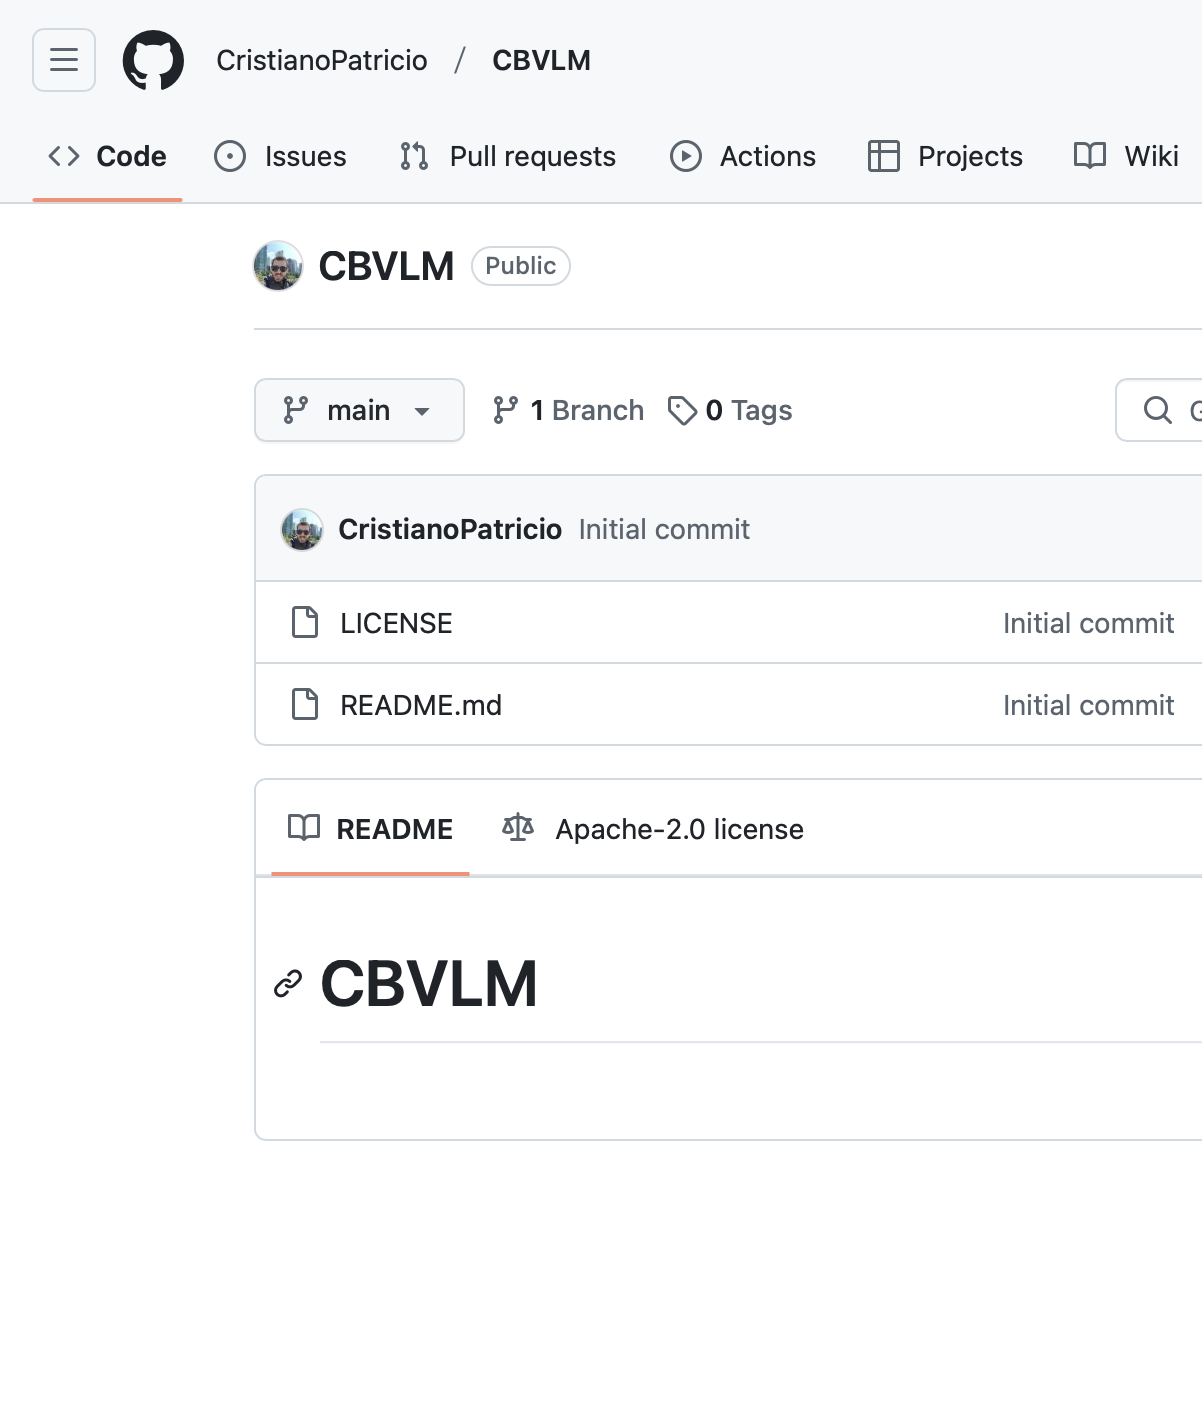 CristianoPatricio / CBVLM
Code Issues Pull requests Actions Projects Wiki
CBVLM Public
main 1 Branch 0 Tags
CristianoPatricio Initial commit
LICENSE Initial commit
README.md Initial commit
README Apache-2.0 license
CBVLM